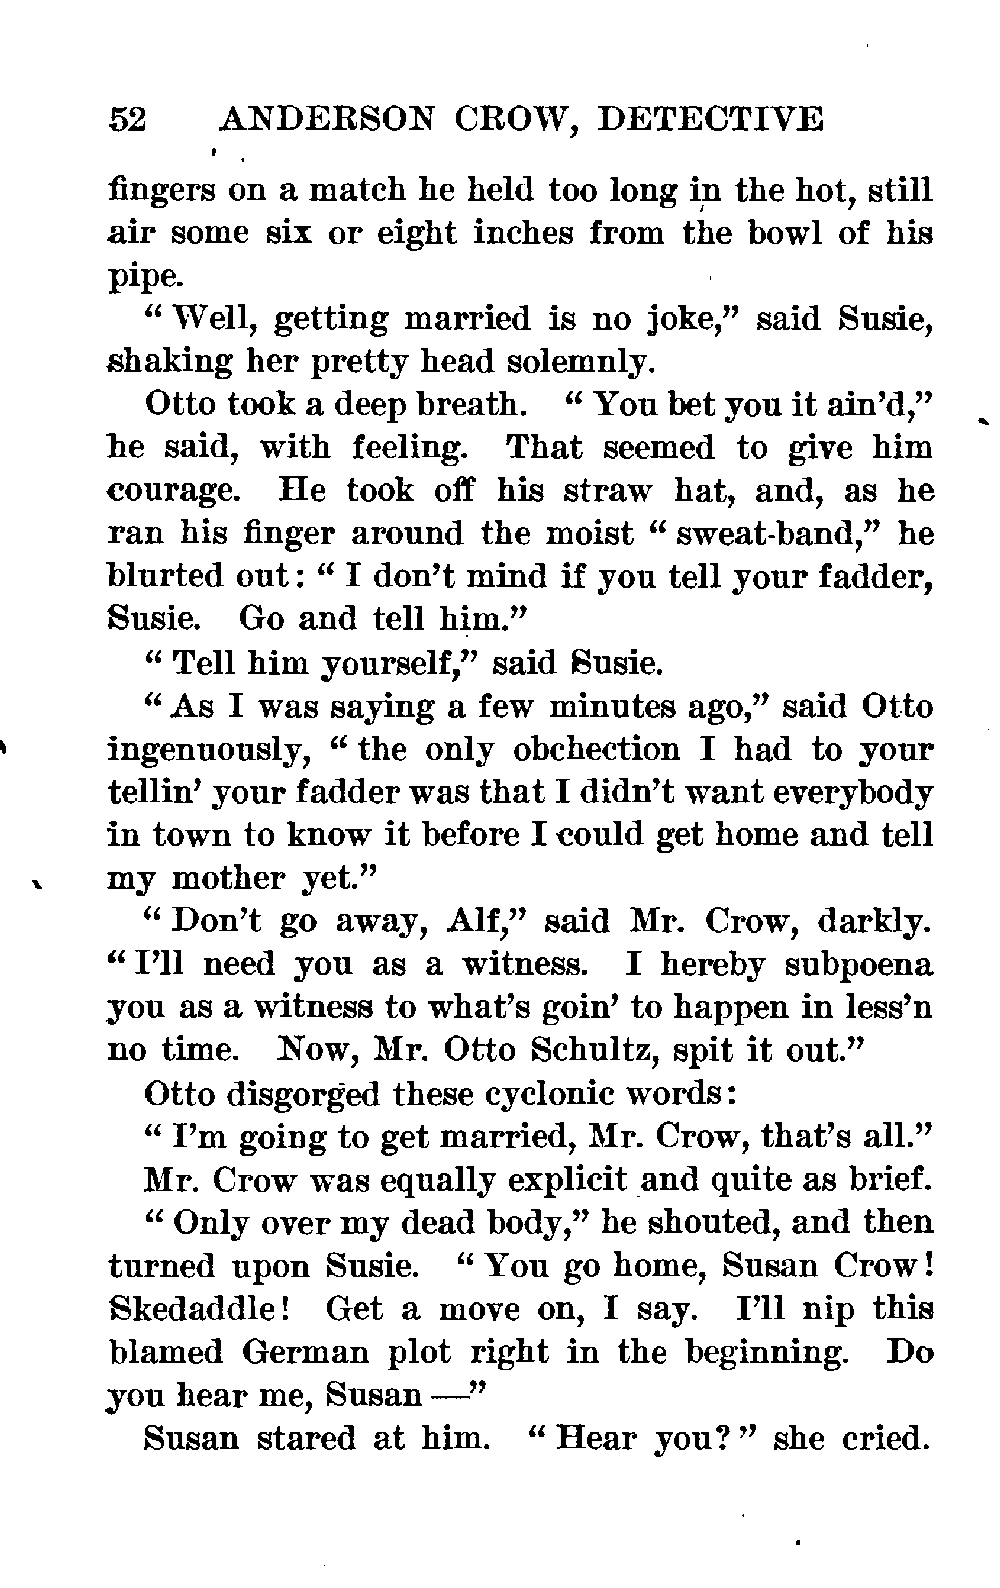 52 ANDERSON CROW, DETECTIVE
fingers on a match he held too long in the hot, still
air some six or eight inches from the bowl of his
pipe.
“ Well, getting married is no joke,” said Susie,
shaking her pretty head solemnly.
Otto took a deep breath. “ You bet you it ain’d,”
he said, with feeling. That seemed to give him
courage. He took off his straw hat, and, as he
ran his finger around the moist “ sweat-band,” he
blurted out: “ I don’t mind if you tell your fadder,
Susie. Go and tell him.”
“ Tell him yourself,” said Susie.
“ As I was saying a few minutes ago,” said Otto
ingenuously, “ the only obchection I had to your
tellin’ your fadder was that I didn’t want everybody
in town to know it before I could get home and tell
my mother yet.”
“ Don’t go away, Alf,” said Mr. Crow, darkly.
“ I’ll need you as a witness. I hereby subpoena
you as a witness to what’s goin’ to happen in less’n
no time. Now, Mr. Otto Schultz, spit it out.”
Otto disgorged these cyclonic words:
“ I’m going to get married, Mr. Crow, that’s all.”
Mr. Crow was equally explicit and quite as brief.
“ Only over my dead body,” he shouted, and then
turned upon Susie. “ You go home, Susan Crow!
Skedaddle! Get a move on, I say. I’ll nip this
blamed German plot right in the beginning. Do
you hear me, Susan —”
Susan stared at him. “ Hear you? ” she cried.